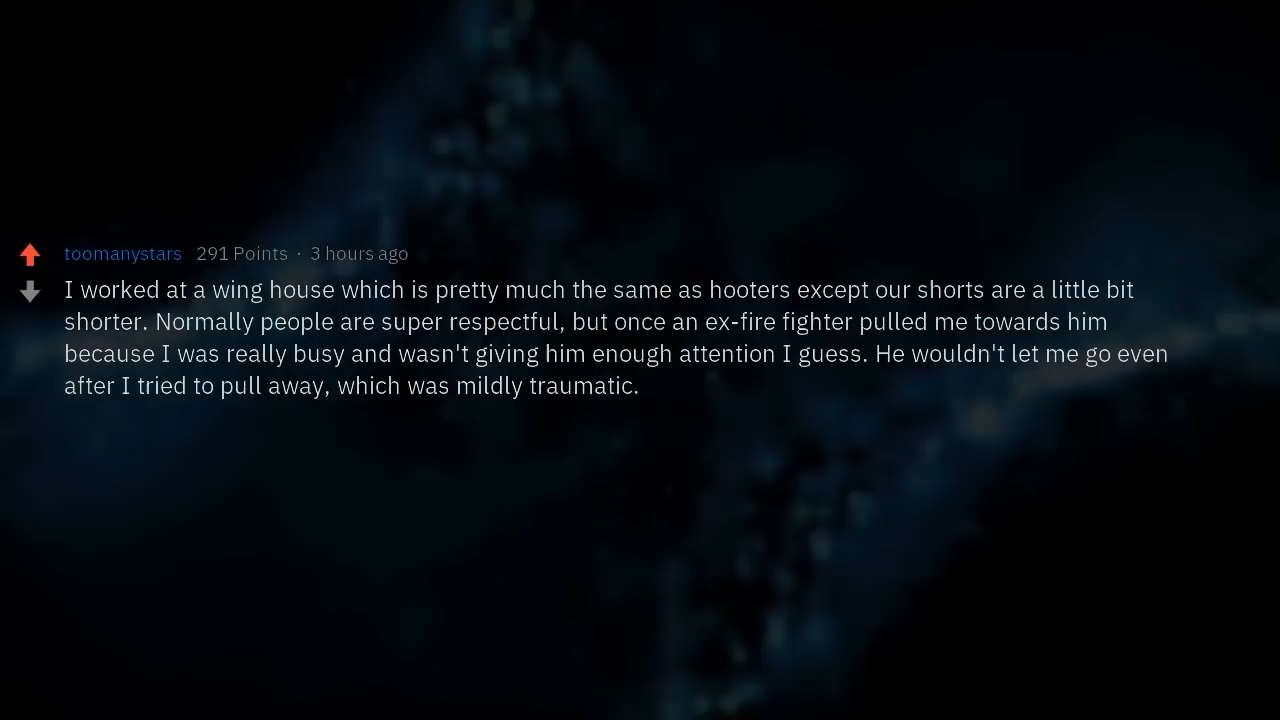 toomanystars 291 Points · 3 hours ago
I worked at a wing house which is pretty much the same as hooters except our shorts are a little bit
shorter. Normally people are super respectful, but once an ex-fire fighter pulled me towards him
because I was really busy and wasn't giving him enough attention I guess. He wouldn't let me go even
after I tried to pull away, which was mildly traumatic.